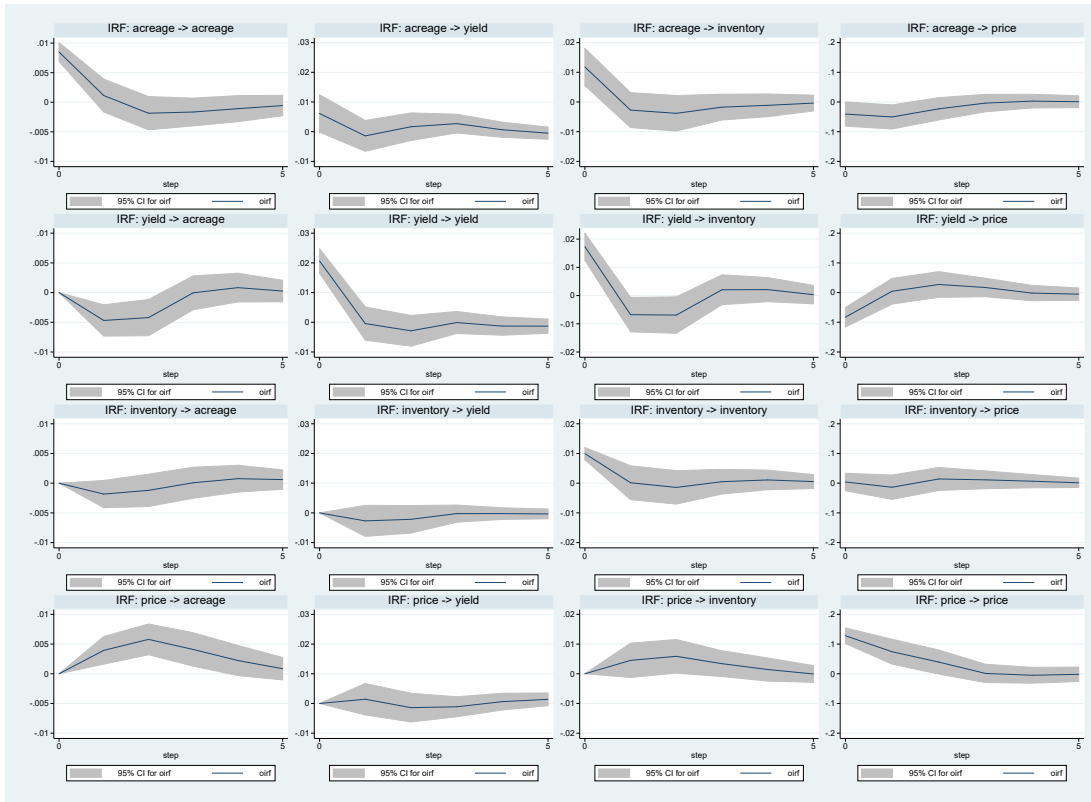 IRF: acreage -> acreage
.01
.005
0
-.005
-.01
0
5
step
95% CI for oirf
oirf
IRF: acreage -> yield
.03
.02
.01
0
-.01
0
5
step
95% CI for oirf
oirf
IRF: acreage -> inventory
.02
.01
0
-.01
-.02
0
5
step
95% CI for oirf
oirf
IRF: acreage -> price
.2
.1
0
-.1
-.2
0
5
step
95% CI for oirf
oirf
IRF: yield -> acreage
.01
.005
0
-.005
-.01
0
5
step
95% CI for oirf
oirf
IRF: yield -> yield
.03
.02
.01
0
-.01
0
5
step
95% CI for oirf
oirf
IRF: yield -> inventory
.02
.01
0
-.01
-.02
0
5
step
95% CI for oirf
oirf
IRF: yield -> price
.2
.1
0
-.1
-.2
0
5
step
95% CI for oirf
oirf
IRF: inventory -> acreage
.01
.005
0
-.005
-.01
0
5
step
95% CI for oirf
oirf
IRF: inventory -> yield
.03
.02
.01
0
-.01
0
5
step
95% CI for oirf
oirf
IRF: inventory -> inventory
.02
.01
0
-.01
-.02
0
5
step
95% CI for oirf
oirf
IRF: inventory -> price
.2
.1
0
-.1
-.2
0
5
step
95% CI for oirf
oirf
IRF: price -> acreage
.01
.005
0
-.005
-.01
0
5
step
95% CI for oirf
oirf
IRF: price -> yield
.03
.02
.01
0
-.01
0
5
step
95% CI for oirf
oirf
IRF: price -> inventory
.02
.01
0
-.01
-.02
0
5
step
95% CI for oirf
oirf
IRF: price -> price
.2
.1
0
-.1
-.2
0
5
step
95% CI for oirf
oirf